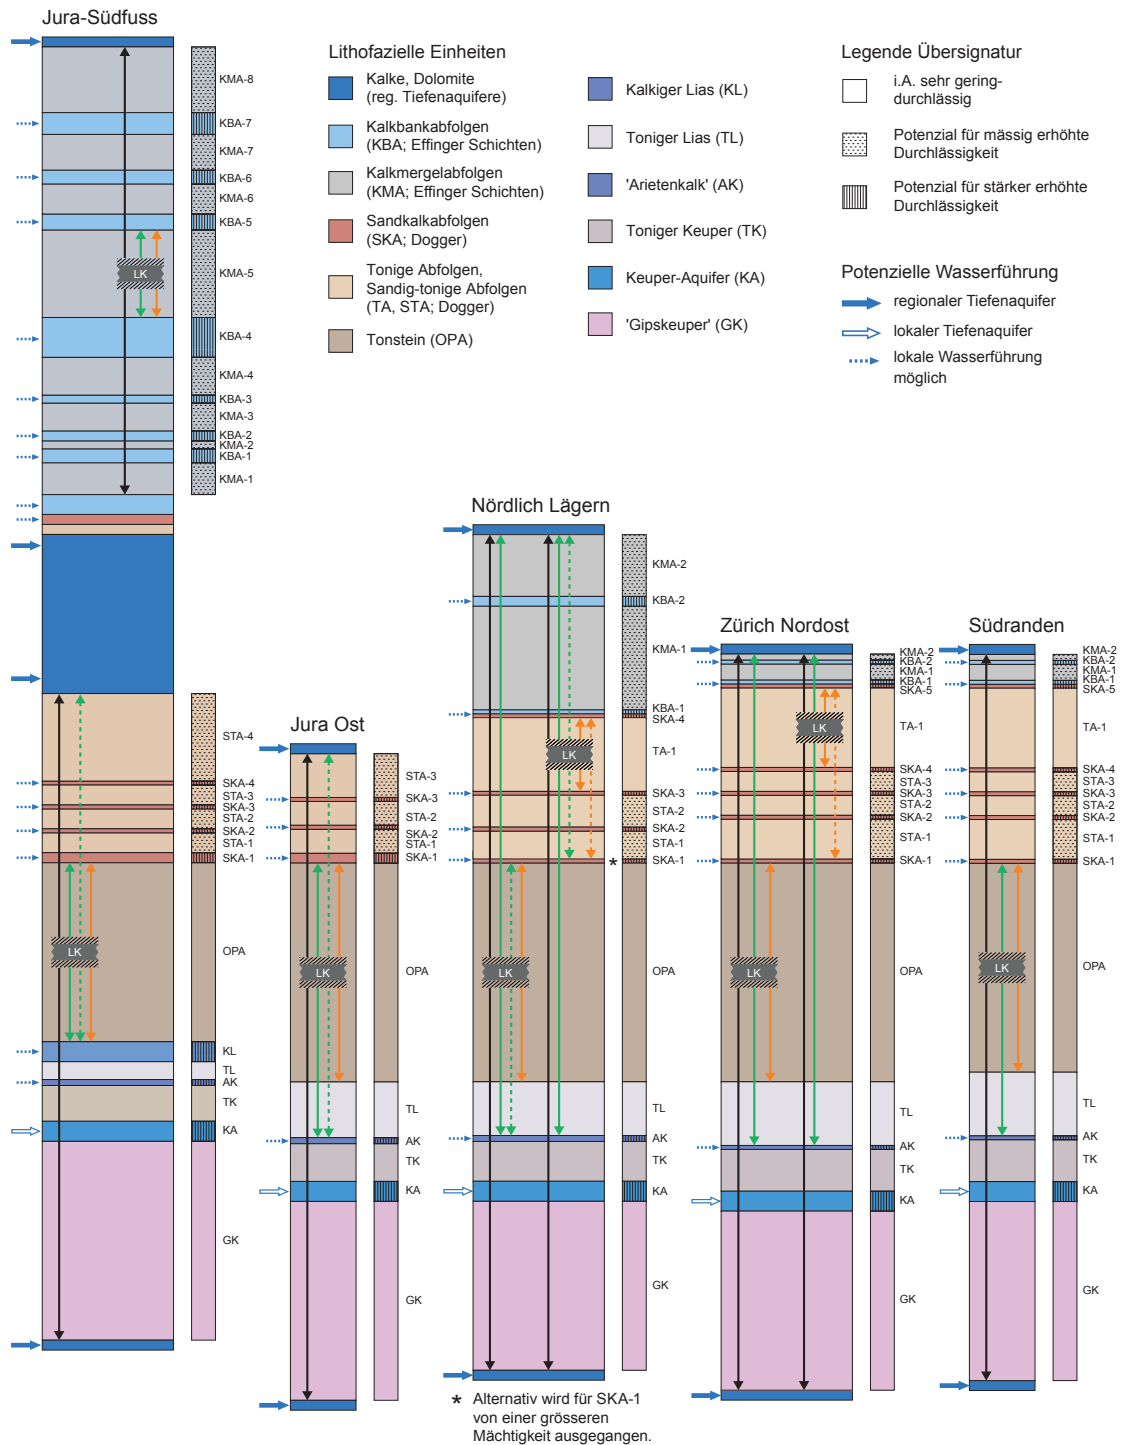 Jura-Südfuss
KMA-8
KBA-7
KMA-7
KBA-6
KMA-6
KBA-5
LK
KMA-5
KBA-4
KMA-4
KBA-3
KMA-3
KBA-2
KMA-2
KBA-1
KMA-1
STA-4
SKA-4
STA-3
SKA-3
STA-2
SKA-2
STA-1
SKA-1
LK
OPA
KL
TL
AK
TK
KA
GK
Lithofazielle Einheiten
Kalke, Dolomite
(reg. Tiefenaquifere)
Kalkbankabfolgen
(KBA; Effinger Schichten)
Kalkmergelabfolgen
(KMA; Effinger Schichten)
Sandkalkabfolgen
(SKA; Dogger)
Tonige Abfolgen,
Sandig-tonige Abfolgen
(TA, STA; Dogger)
Tonstein (OPA)
Kalkiger Lias (KL)
Toniger Lias (TL)
'Arietenkalk' (AK)
Toniger Keuper (TK)
Keuper-Aquifer (KA)
'Gipskeuper' (GK)
Legende Übersignatur
i.A. sehr gering-
durchlässig
Potenzial für mässig erhöhte
Durchlässigkeit
Potenzial für stärker erhöhte
Durchlässigkeit
Potenzielle Wasserführung
regionaler Tiefenaquifer
lokaler Tiefenaquifer
lokale Wasserführung
möglich
Jura Ost
STA-3
SKA-3
STA-2
SKA-2
STA-1
SKA-1
LK
OPA
TL
AK
TK
KA
GK
Nördlich Lägern
KMA-2
KBA-2
KMA-1
KBA-1
SKA-4
LK
TA-1
SKA-3
STA-2
SKA-2
STA-1
* SKA-1
LK
OPA
TL
AK
TK
KA
GK
* Alternativ wird für SKA-1
von einer grösseren
Mächtigkeit ausgegangen.
Zürich Nordost
KMA-2
KBA-2
KMA-1
KBA-1
SKA-5
LK
TA-1
SKA-4
STA-3
SKA-3
STA-2
SKA-2
STA-1
SKA-1
LK
OPA
TL
AK
TK
KA
GK
Südranden
KMA-2
KBA-2
KMA-1
KBA-1
SKA-5
TA-1
SKA-4
STA-3
SKA-3
STA-2
SKA-2
STA-1
SKA-1
LK
OPA
TL
AK
TK
KA
GK